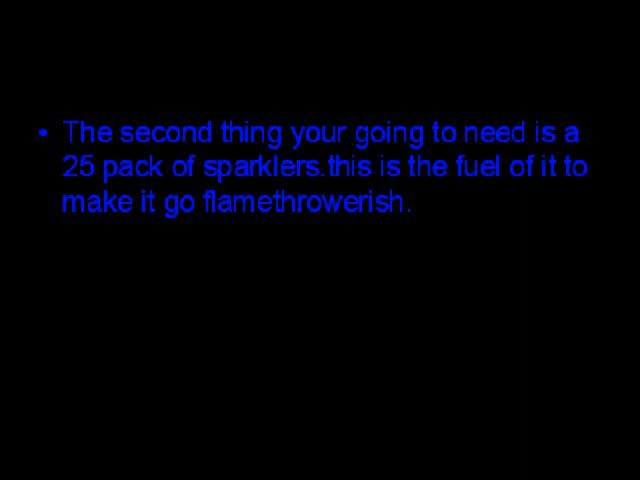 • The second thing your going to need is a
25 pack of sparklers.this is the fuel of it to
make it go flamethrowerish.